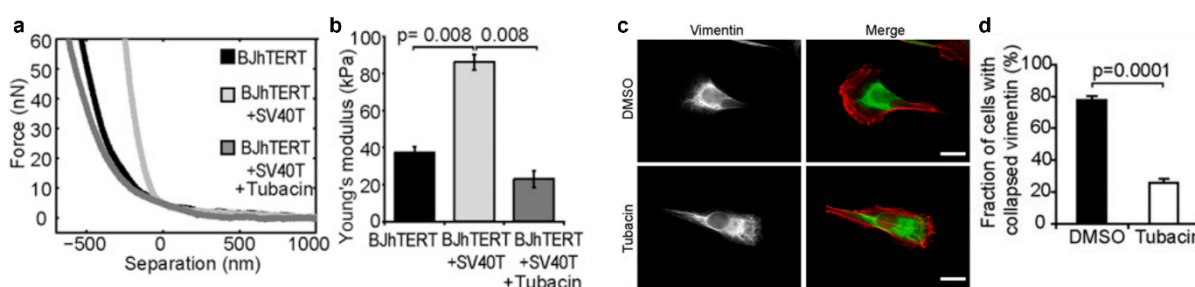 a
60
50
40
30
20
10
0
Force (nN)
−500
0
500
1000
Separation (nm)
BJhTERT
BJhTERT
+SV40T
BJhTERT
+SV40T
+Tubacin
b
p= 0.008
0.008
100
80
60
40
20
0
Young's modulus (kPa)
BJhTERT
BJhTERT
+SV40T
BJhTERT
+SV40T
+Tubacin
c
Vimentin
Merge
DMSO
Tubacin
d
p=0.0001
100
80
60
40
20
0
Fraction of cells with
collapsed vimentin (%)
DMSO
Tubacin